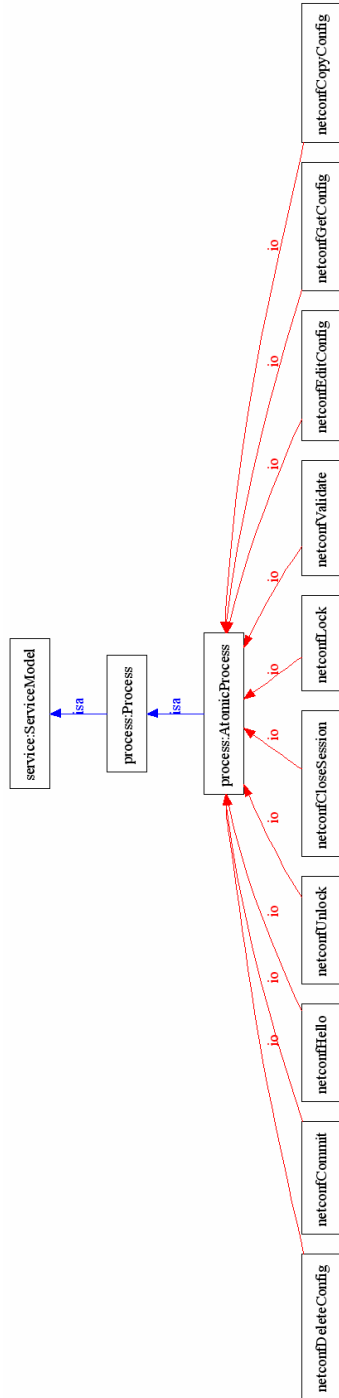 service:ServiceModel
isa
process:Process
isa
process:AtomicProcess
io
io
io
io
io
io
io
io
io
io
netconfDeleteConfig
netconfCommit
netconfHello
netconfUnlock
netconfCloseSession
netconfLock
netconfValidate
netconfEditConfig
netconfGetConfig
netconfCopyConfig